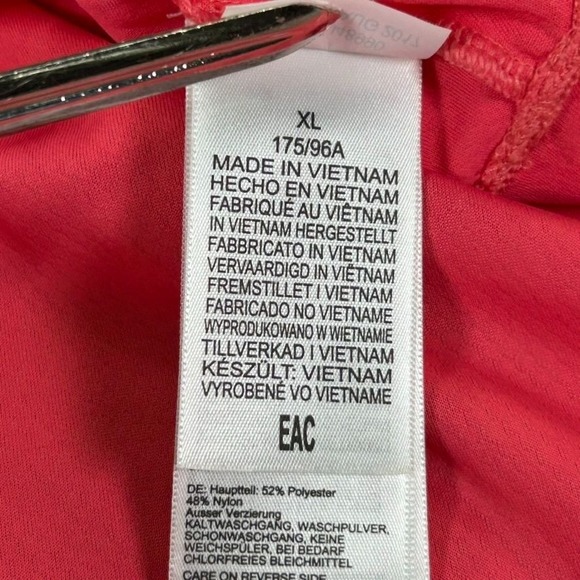 AUG 2017
XL
175/96A
MADE IN VIETNAM
HECHO EN VIETNAM
FABRIQUÉ AU VIÊTNAM
IN VIETNAM HERGESTELLT
FABBRICATO IN VIETNAM
VERVAARDIGD IN VIËTNAM
FREMSTILLET I VIETNAM
FABRICADO NO VIETNAME
WYPRODUKOWANO W WIETNAMIE
TILLVERKAD I VIETNAM
KÉSZÜLT: VIETNAM
VYROBENÉ VO VIETNAME
EAC
DE: Hauptteil: 52% Polyester
48% Nylon
Ausser Verzierung
KALTWASCHGANG, WASCHPULVER,
SCHONWASCHGANG, KEINE
WEICHSPÜLER, BEI BEDARF
CHLORFREIES BLEICHMITTEL
CARE ON REVERSE SIDE